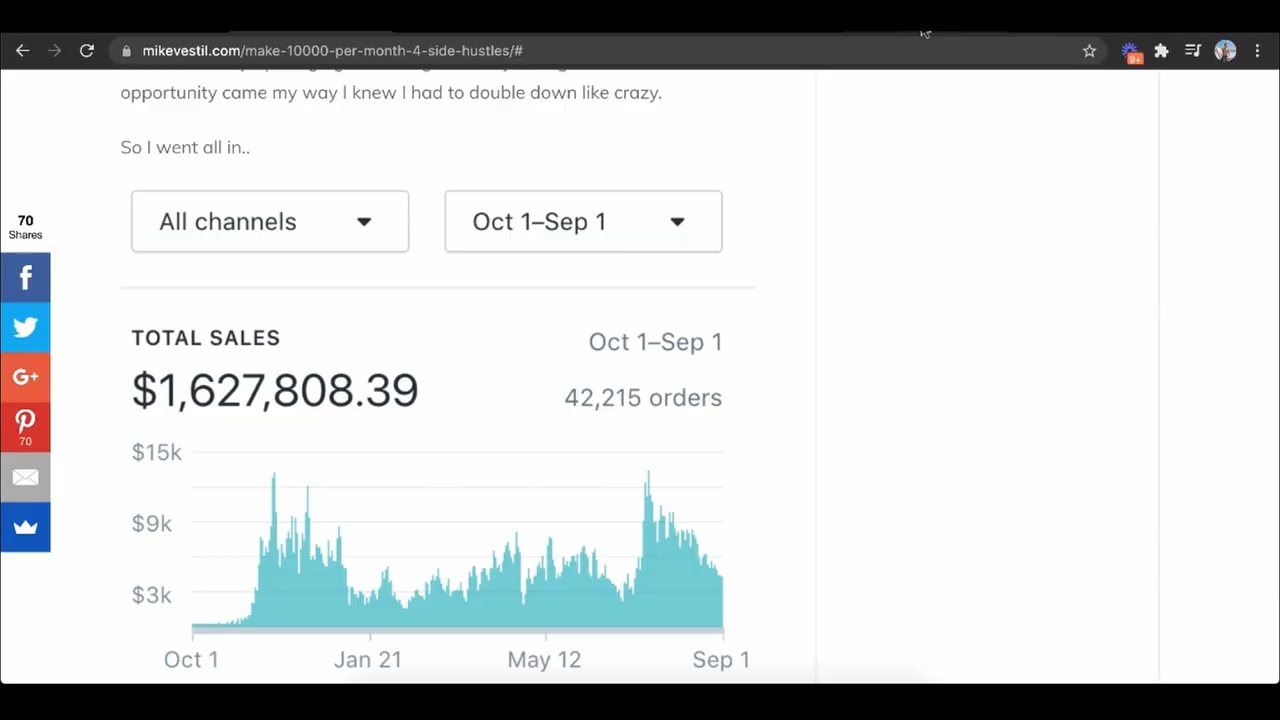 mikevestil.com/make-10000-per-month-4-side-hustles/#
9+
opportunity came my way I knew I had to double down like crazy.
So I went all in..
All channels
Oct 1–Sep 1
70
Shares
f
G+
70
TOTAL SALES
Oct 1–Sep 1
$1,627,808.39
42,215 orders
$15k
$9k
$3k
Oct 1
Jan 21
May 12
Sep 1